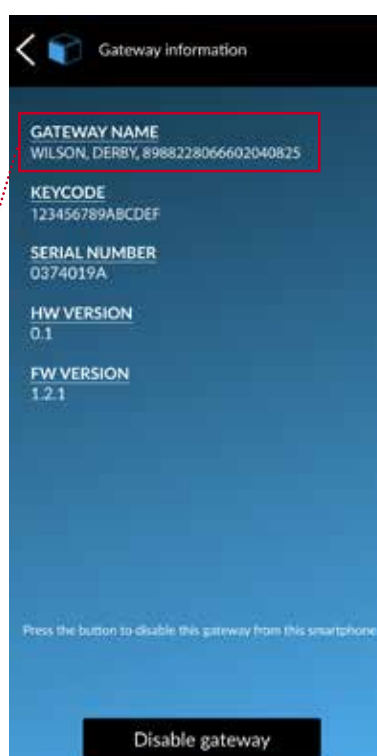 Gateway information
GATEWAY NAME
WILSON, DERBY, 8988228066602040825
KEYCODE
123456789ABCDEF
SERIAL NUMBER
0374019A
HW VERSION
0.1
FW VERSION
1.2.1
Press the button to disable this gateway from this smartphone
Disable gateway